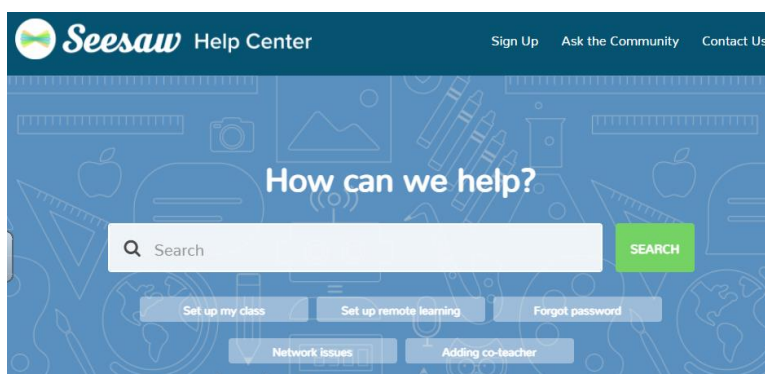 Seesaw Help Center Sign Up Ask the Community Contact Us
How can we help?
Search SEARCH
Set up my class Set up remote learning Forgot password
Network issues Adding co-teacher